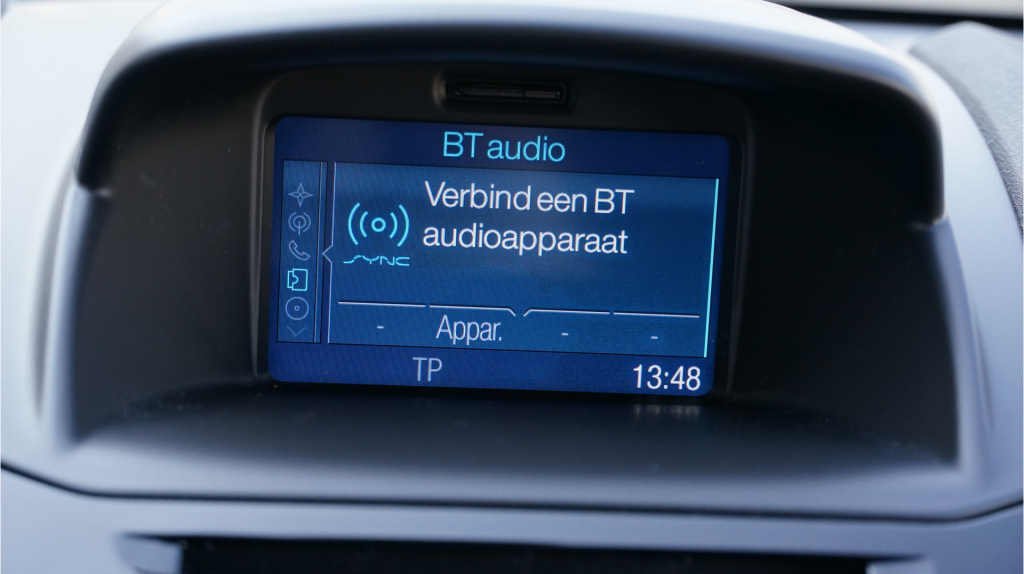 BT audio
Verbind een BT
audioapparaat
SYNC
- Appar. - -
TP 13:48